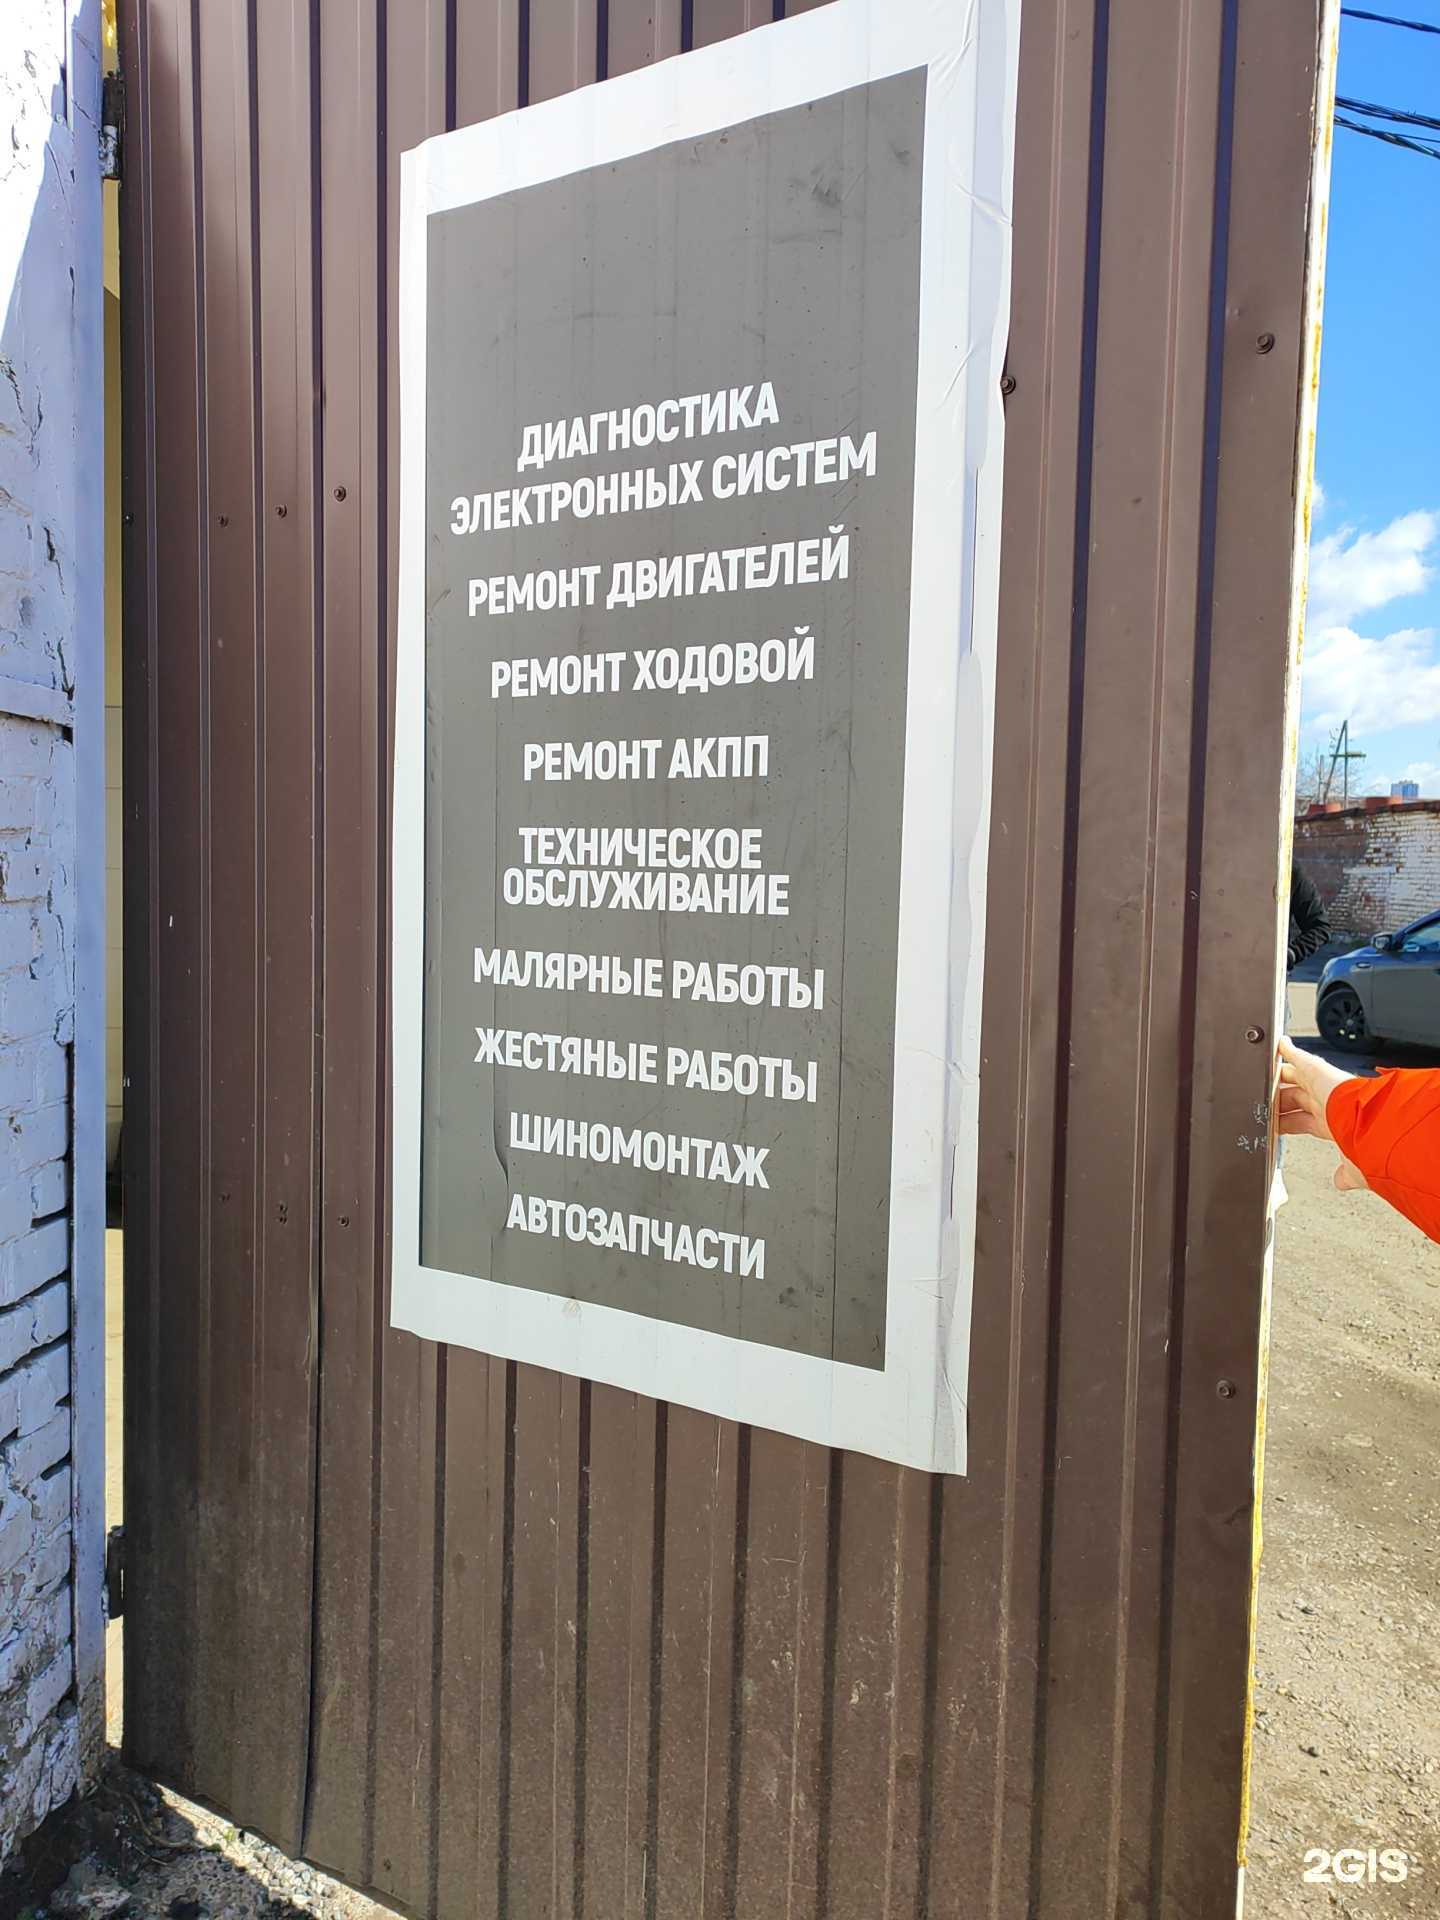 ДИАГНОСТИКА
ЭЛЕКТРОННЫХ СИСТЕМ
РЕМОНТ ДВИГАТЕЛЕЙ
РЕМОНТ ХОДОВОЙ
РЕМОНТ АКПП
ТЕХНИЧЕСКОЕ
ОБСЛУЖИВАНИЕ
МАЛЯРНЫЕ РАБОТЫ
ЖЕСТЯНЫЕ РАБОТЫ
ШИНОМОНТАЖ
АВТОЗАПЧАСТИ
2GIS